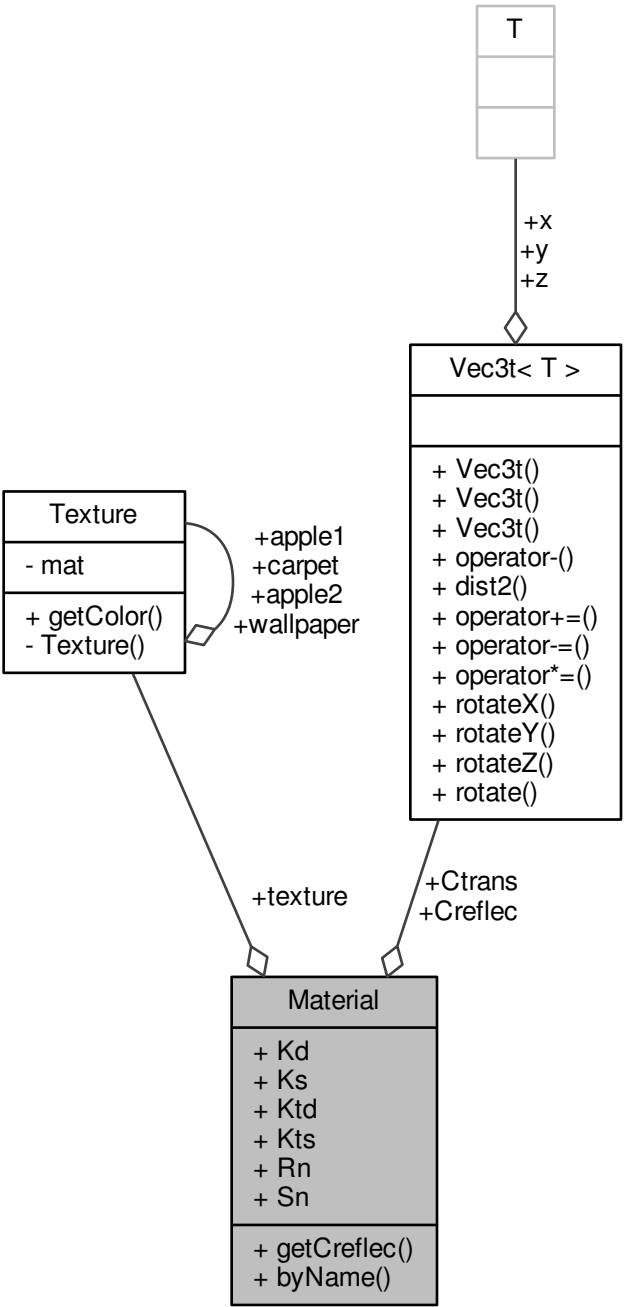 T
+x
+y
+z
Vec3t< T >
+ Vec3t()
+ Vec3t()
+ Vec3t()
+ operator-()
+ dist2()
+ operator+=()
+ operator-=()
+ operator*=()
+ rotateX()
+ rotateY()
+ rotateZ()
+ rotate()
Texture
- mat
+ getColor()
- Texture()
+apple1
+carpet
+apple2
+wallpaper
+texture
+Ctrans
+Creflec
Material
+ Kd
+ Ks
+ Ktd
+ Kts
+ Rn
+ Sn
+ getCreflec()
+ byName()